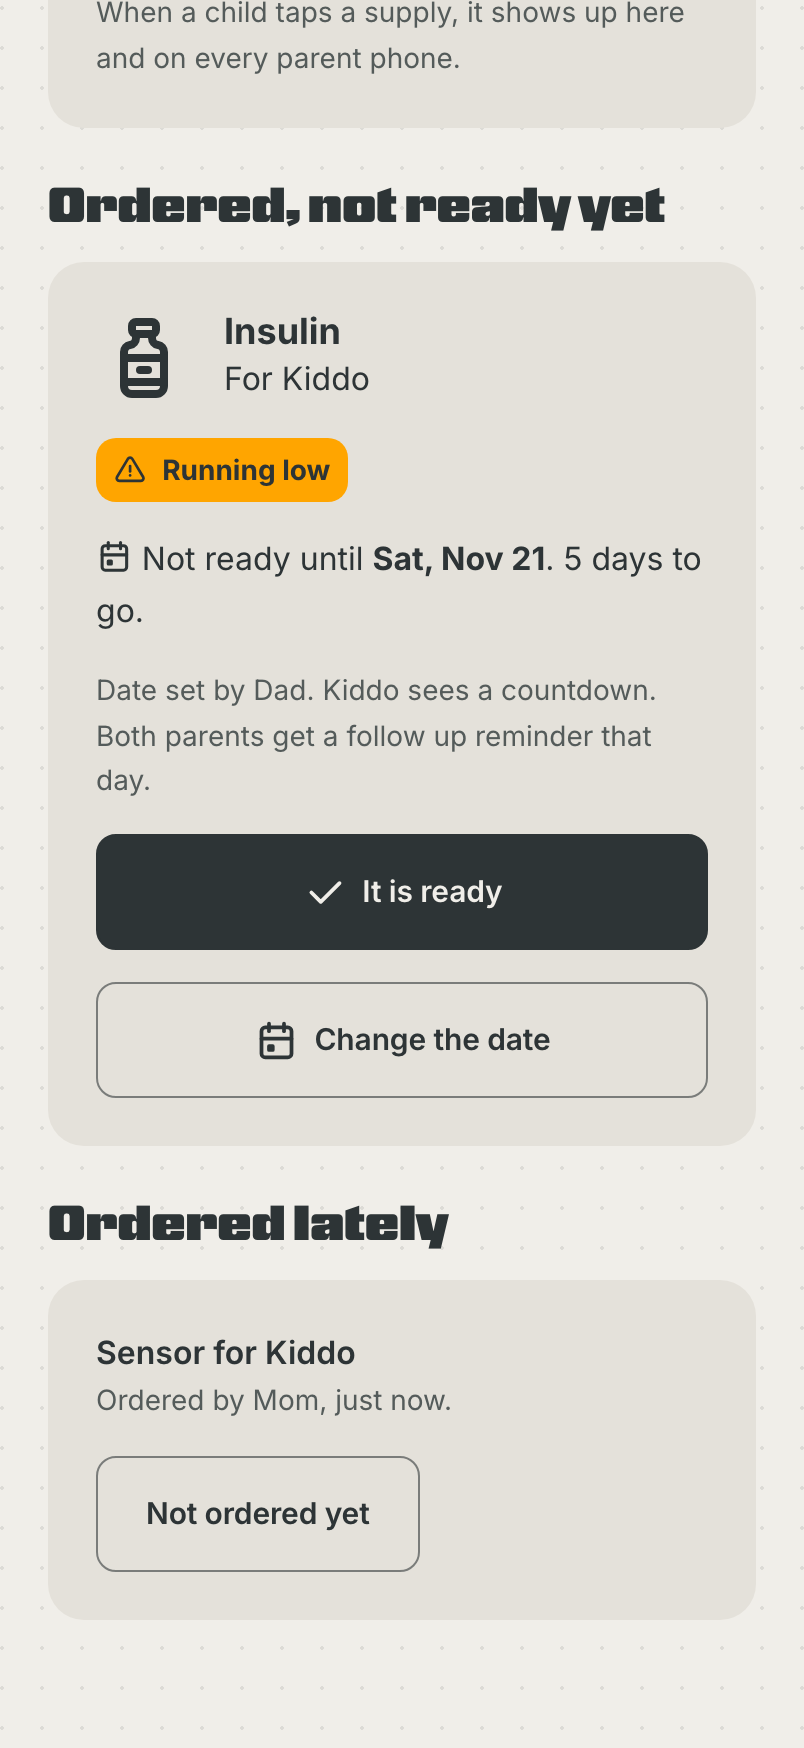 When a child taps a supply, it shows up here
and on every parent phone.
Ordered, not ready yet
Insulin
For Kiddo
Running low
Not ready until Sat, Nov 21. 5 days to
go.
Date set by Dad. Kiddo sees a countdown.
Both parents get a follow up reminder that
day.
It is ready
Change the date
Ordered lately
Sensor for Kiddo
Ordered by Mom, just now.
Not ordered yet